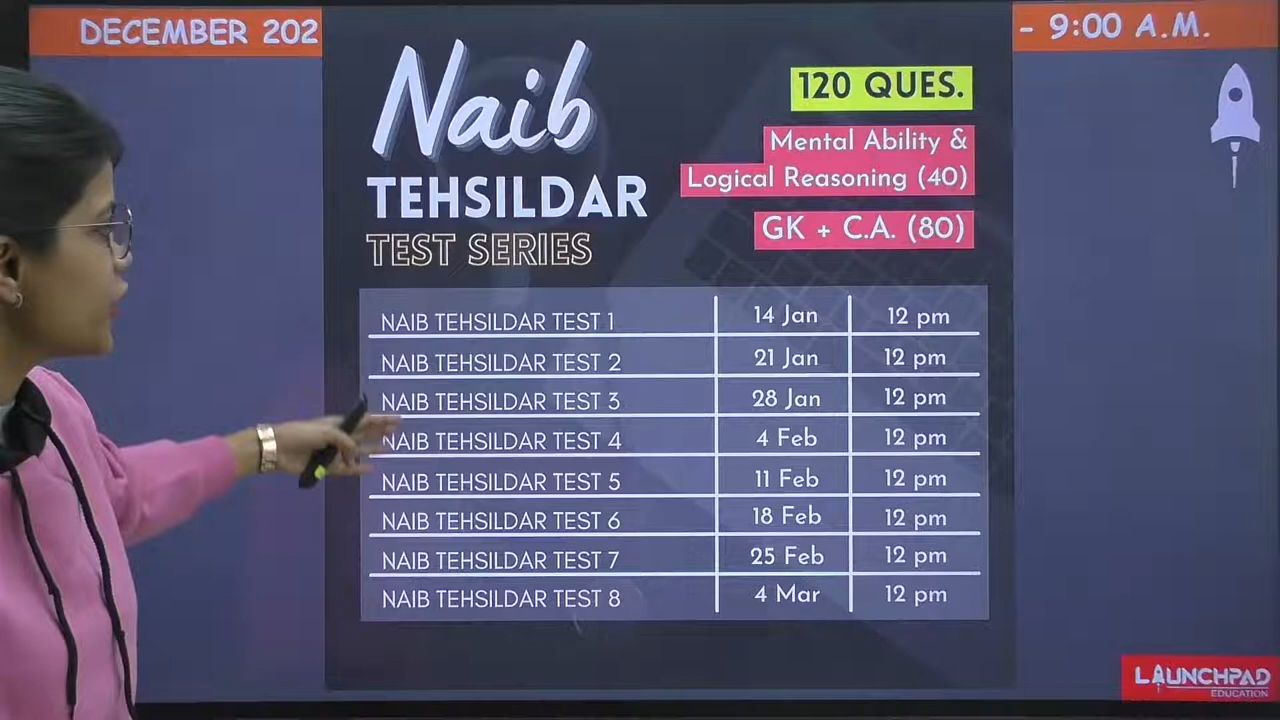 DECEMBER 202
- 9:00 A.M.
Naib
TEHSILDAR
TEST SERIES
120 QUES.
Mental Ability &
Logical Reasoning (40)
GK + C.A. (80)
NAIB TEHSILDAR TEST 1 14 Jan 12 pm
NAIB TEHSILDAR TEST 2 21 Jan 12 pm
NAIB TEHSILDAR TEST 3 28 Jan 12 pm
NAIB TEHSILDAR TEST 4 4 Feb 12 pm
NAIB TEHSILDAR TEST 5 11 Feb 12 pm
NAIB TEHSILDAR TEST 6 18 Feb 12 pm
NAIB TEHSILDAR TEST 7 25 Feb 12 pm
NAIB TEHSILDAR TEST 8 4 Mar 12 pm
LAUNCHPAD
EDUCATION